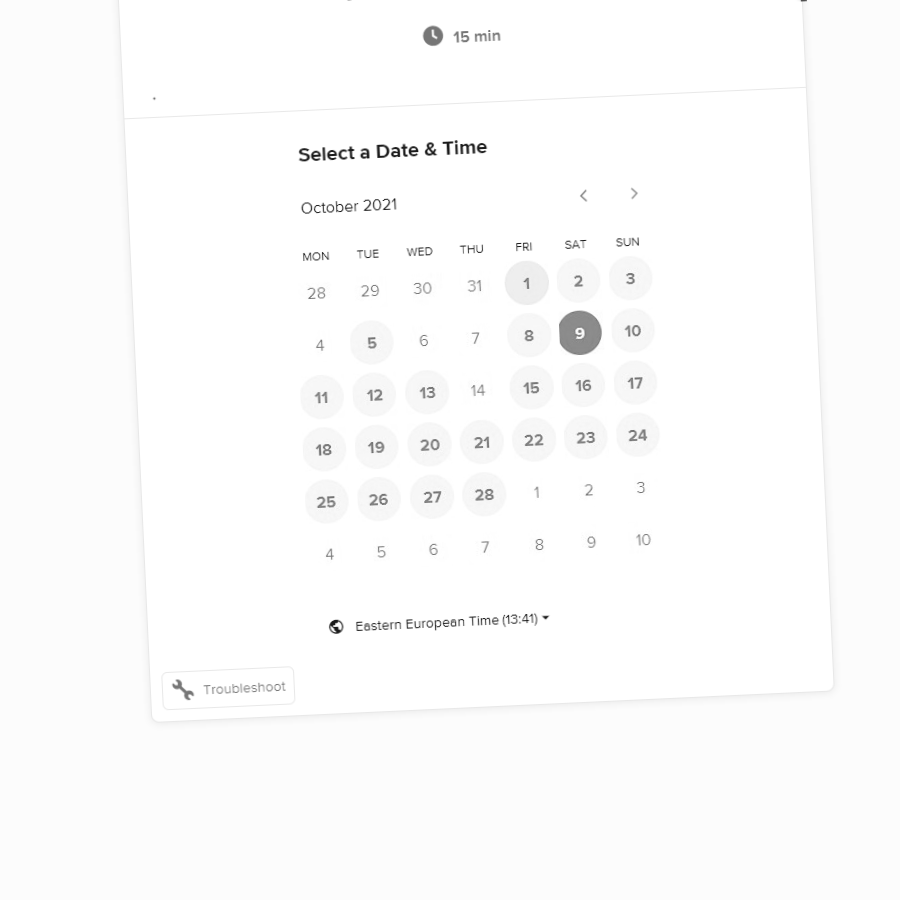 15 min
.
Select a Date & Time
October 2021
MON TUE WED THU FRI SAT SUN
28 29 30 31 1 2 3
4 5 6 7 8 9 10
11 12 13 14 15 16 17
18 19 20 21 22 23 24
25 26 27 28 1 2 3
4 5 6 7 8 9 10
Eastern European Time (13:41)
Troubleshoot